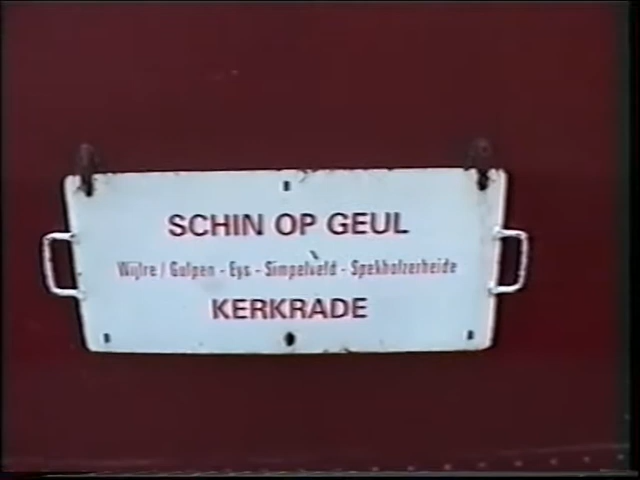 SCHIN OP GEUL
Wijlre / Gulpen - Eys - Simpelveld - Spekholzerheide
KERKRADE